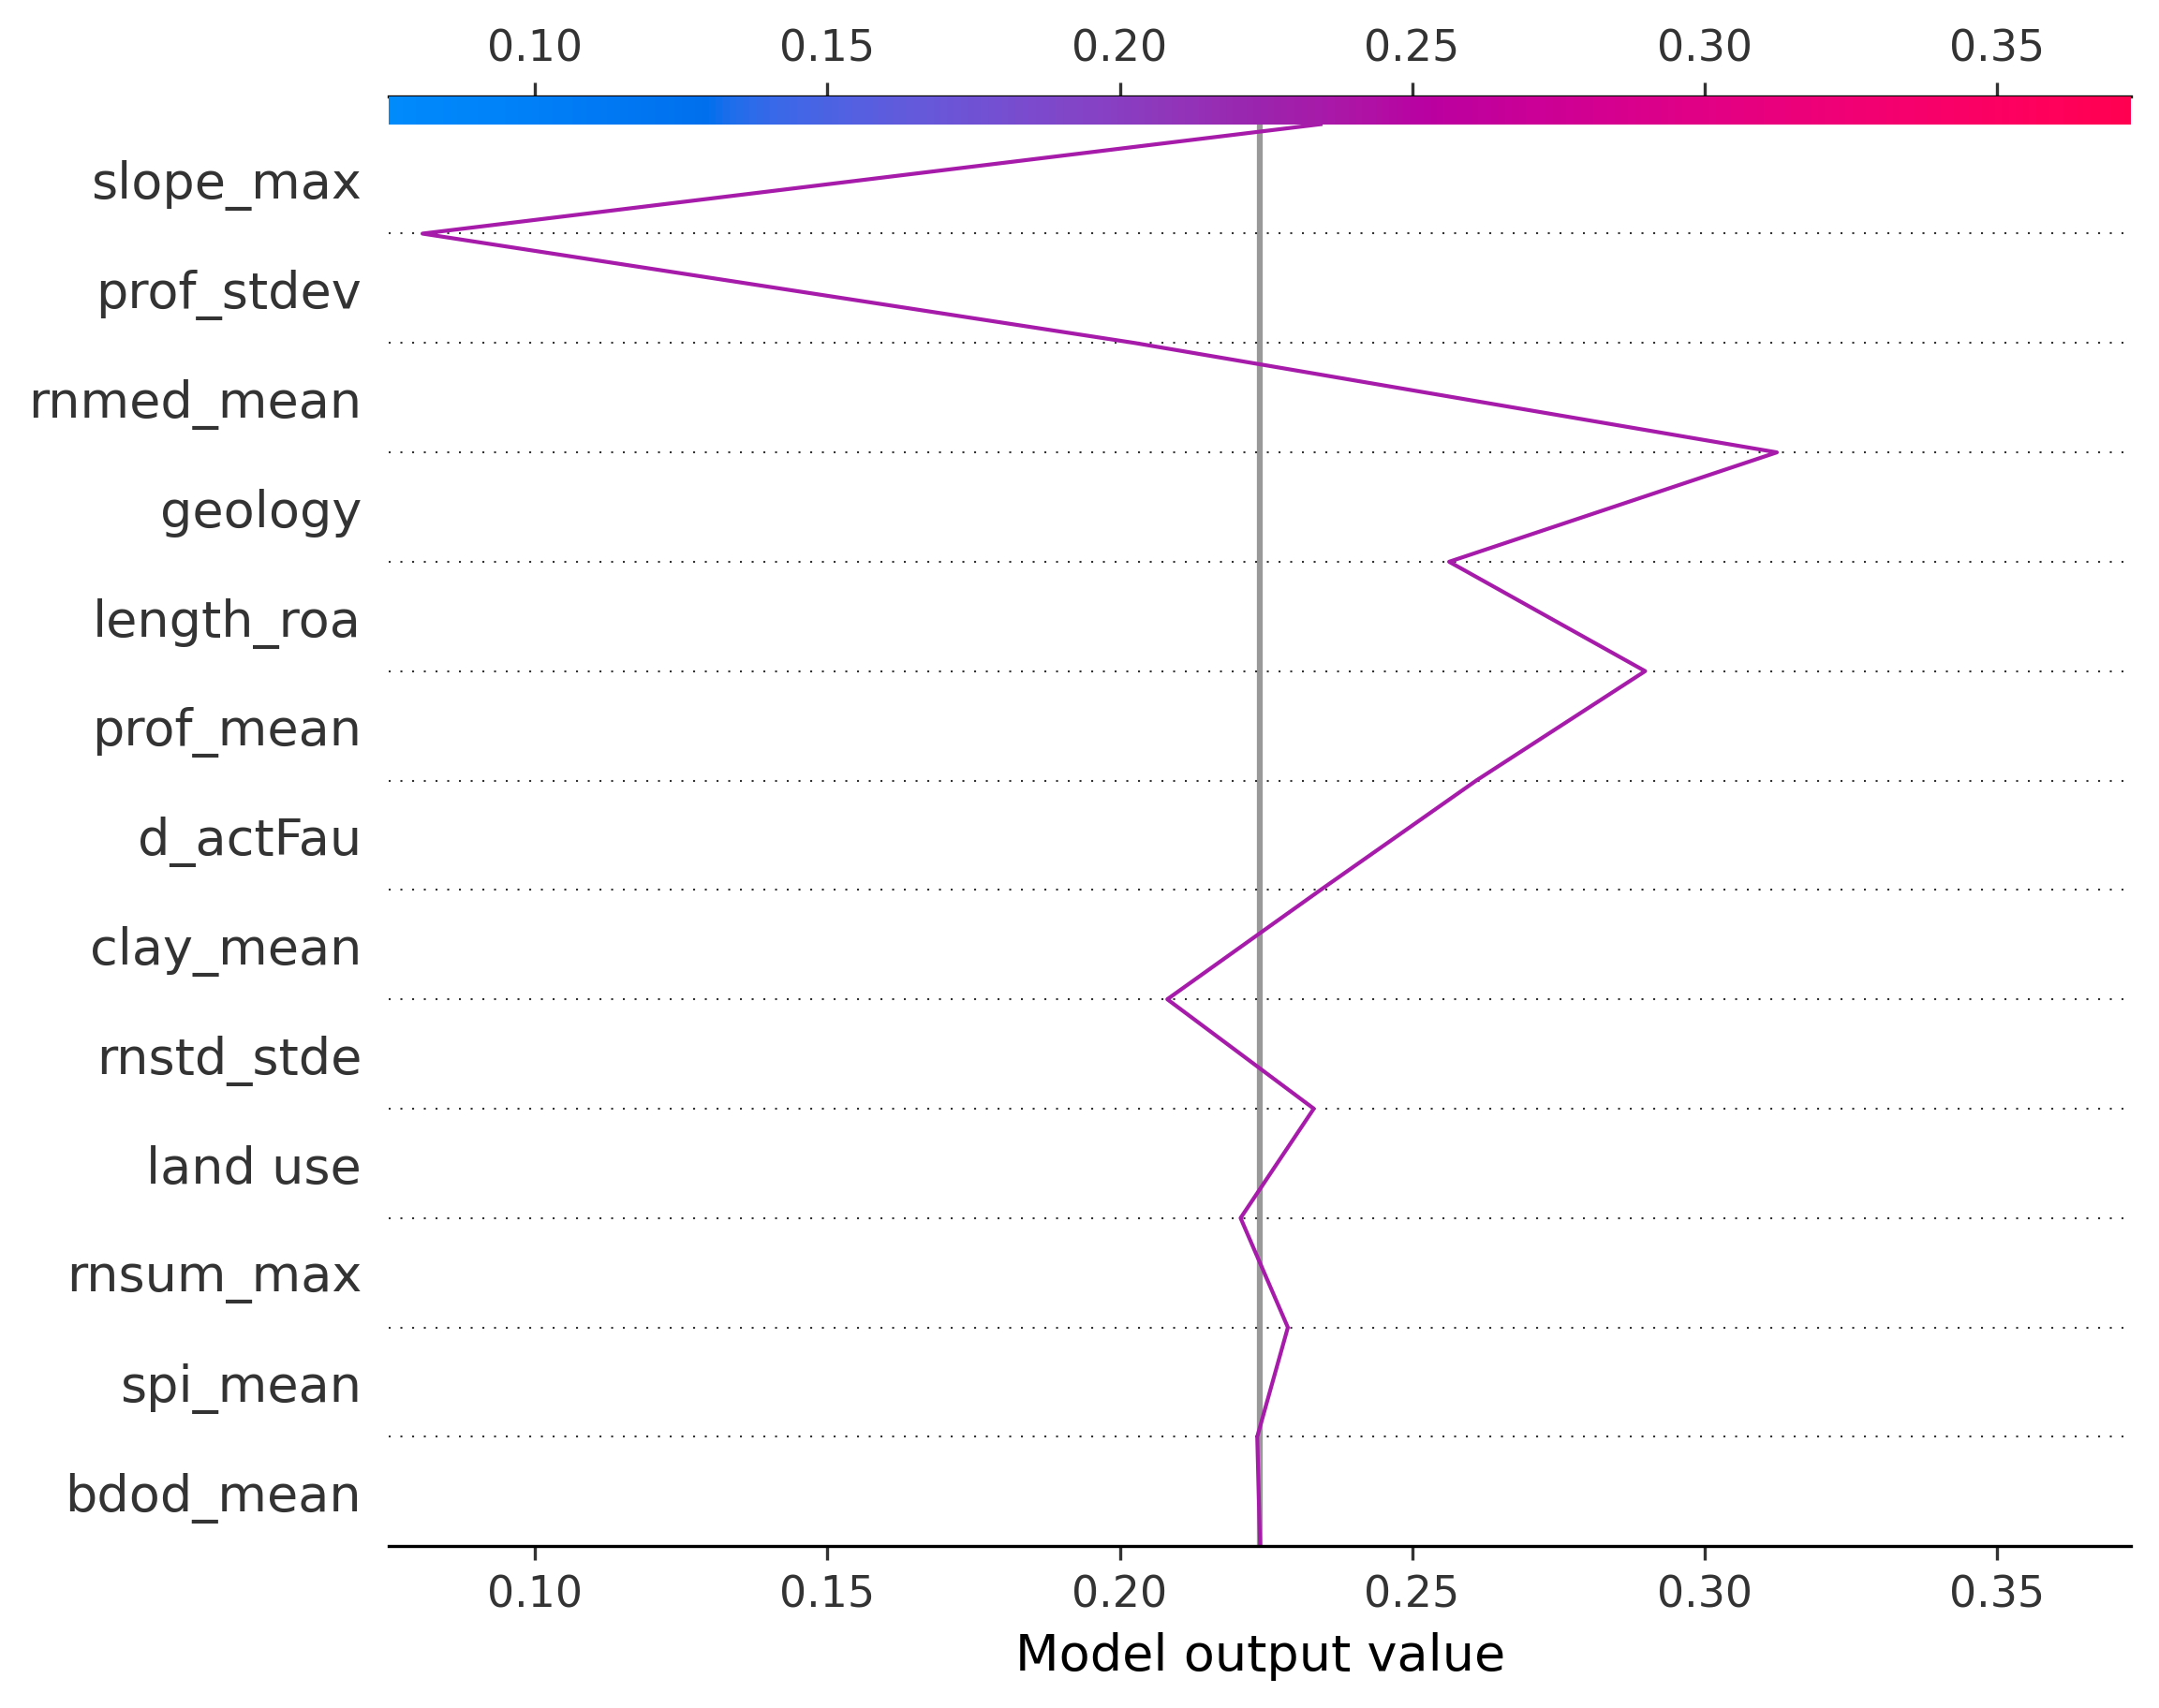 0.10 0.15 0.20 0.25 0.30 0.35
slope_max
prof_stdev
rnmed_mean
geology
length_roa
prof_mean
d_actFau
clay_mean
rnstd_stde
land use
rnsum_max
spi_mean
bdod_mean
0.10 0.15 0.20 0.25 0.30 0.35
Model output value